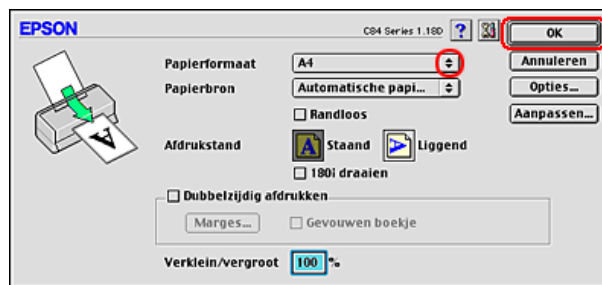 EPSON
C84 Series 1.18D
?
OK
Papierformaat
A4
Annuleren
Papierbron
Automatische papi...
Opties...
Randloos
Aanpassen...
Afdrukstand
A Staand
A Liggend
180i draaien
A
Dubbelzijdig afdrukken
Marges...
Gevouwen boekje
Verklein/vergroot
100 %